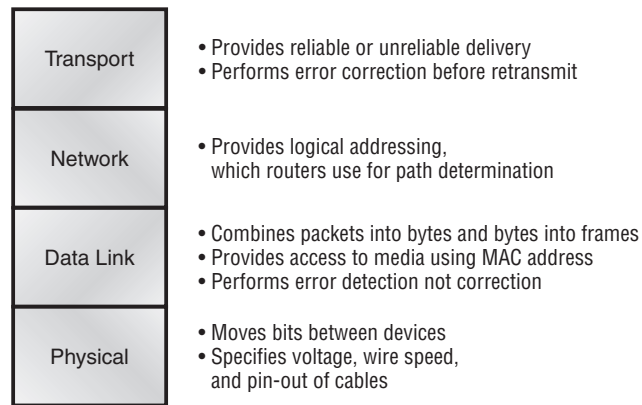 Transport
• Provides reliable or unreliable delivery
• Performs error correction before retransmit
Network
• Provides logical addressing,
which routers use for path determination
Data Link
• Combines packets into bytes and bytes into frames
• Provides access to media using MAC address
• Performs error detection not correction
Physical
• Moves bits between devices
• Specifies voltage, wire speed,
and pin-out of cables